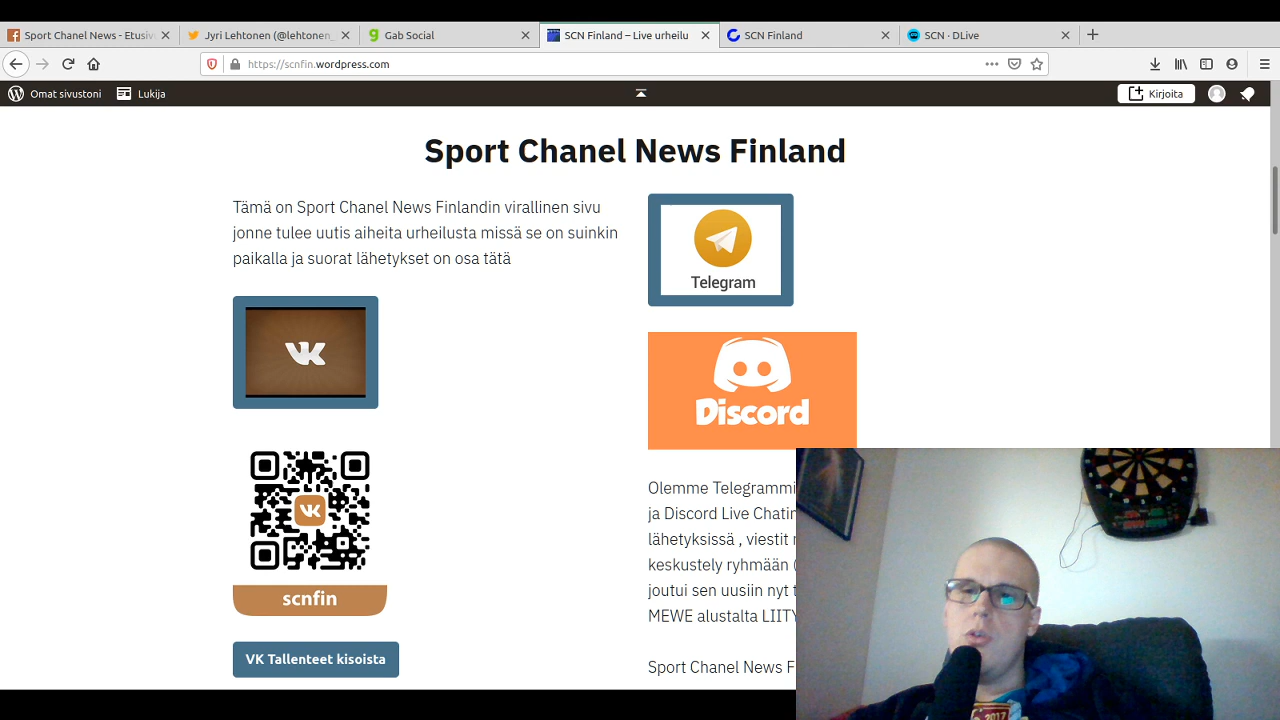 Sport Chanel News - Etusiv
Jyri Lehtonen (@lehtonen_
Gab Social
SCN Finland – Live urheilu
SCN Finland
SCN · DLive
https://scnfin.wordpress.com
Omat sivustoni
Lukija
Kirjoita
Sport Chanel News Finland
Tämä on Sport Chanel News Finlandin virallinen sivu
jonne tulee uutis aiheita urheilusta missä se on suinkin
paikalla ja suorat lähetykset on osa tätä
VK
scnfin
VK Tallenteet kisoista
Telegram
Discord
Olemme Telegrammi
ja Discord Live Chatin
lähetyksissä , viestit
keskustely ryhmään (
joutui sen uusiin nyt
MEWE alustalta LIITY
Sport Chanel News F
2017